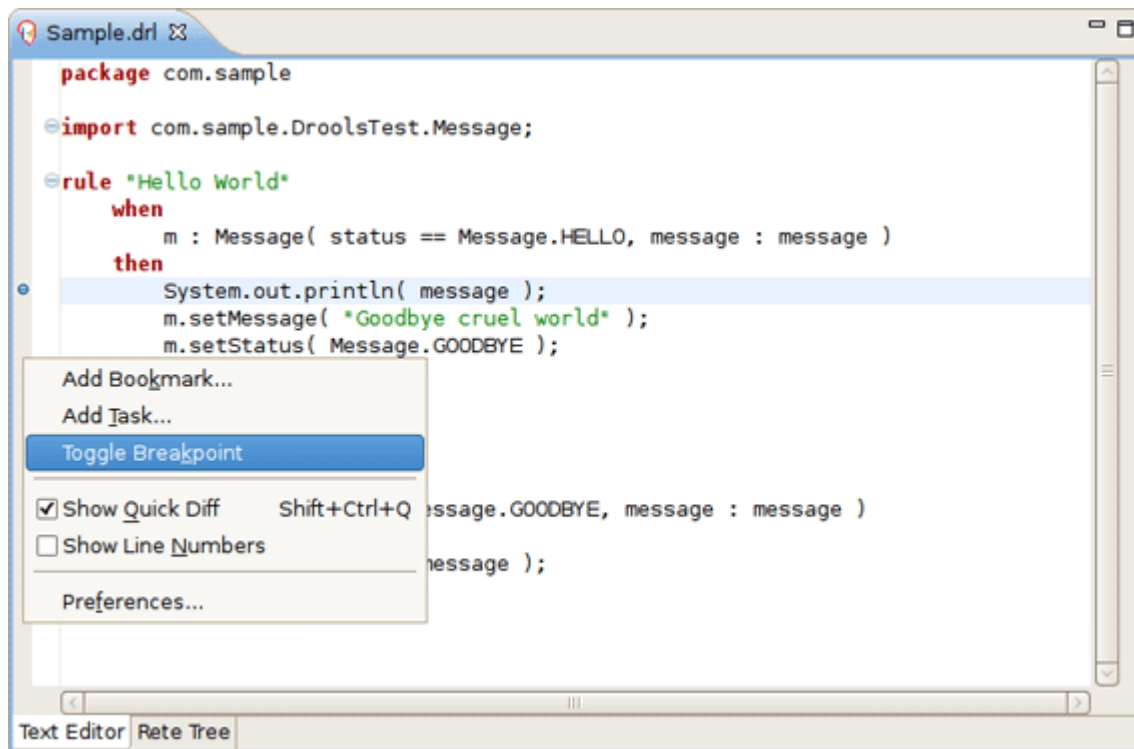 Sample.drl
package com.sample
import com.sample.DroolsTest.Message;
rule "Hello World"
when
m : Message( status == Message.HELLO, message : message )
then
System.out.println( message );
m.setMessage( "Goodbye cruel world" );
m.setStatus( Message.GOODBYE );
Add Bookmark...
Add Task...
Toggle Breakpoint
Show Quick Diff Shift+Ctrl+Q
essage.GOODBYE, message : message )
Show Line Numbers
essage );
Preferences...
Text Editor Rete Tree